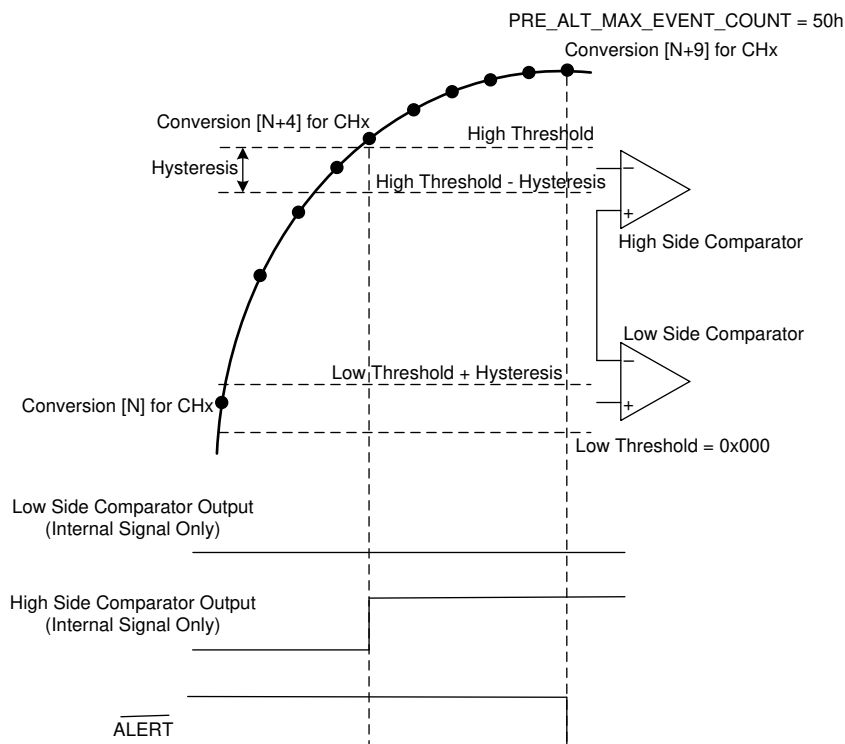 PRE_ALT_MAX_EVENT_COUNT = 50h
Conversion [N+9] for CHx
Conversion [N+4] for CHx
High Threshold
Hysteresis
High Threshold - Hysteresis
−
+
High Side Comparator
Low Side Comparator
Low Threshold + Hysteresis
−
+
Conversion [N] for CHx
Low Threshold = 0x000
Low Side Comparator Output
(Internal Signal Only)
High Side Comparator Output
(Internal Signal Only)
ALERT